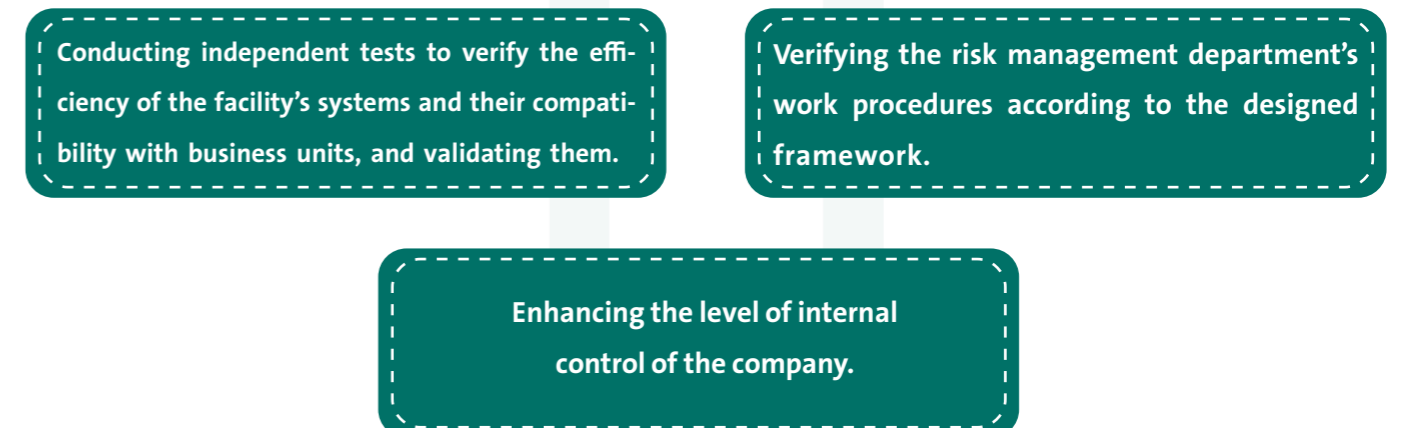 Conducting independent tests to verify the effi-
ciency of the facility’s systems and their compati-
bility with business units, and validating them.
Verifying the risk management department’s
work procedures according to the designed
framework.
Enhancing the level of internal
control of the company.